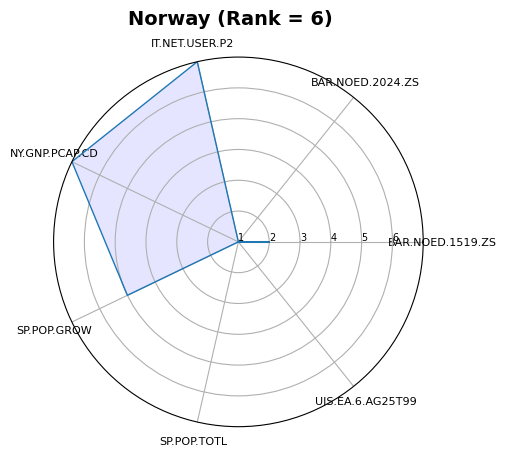 Norway (Rank = 6)
IT.NET.USER.P2
BAR.NOED.2024.ZS
NY.GNP.PCAP.CD
1 2 3 4 5 6
BAR.NOED.1519.ZS
SP.POP.GROW
UIS.EA.6.AG25T99
SP.POP.TOTL